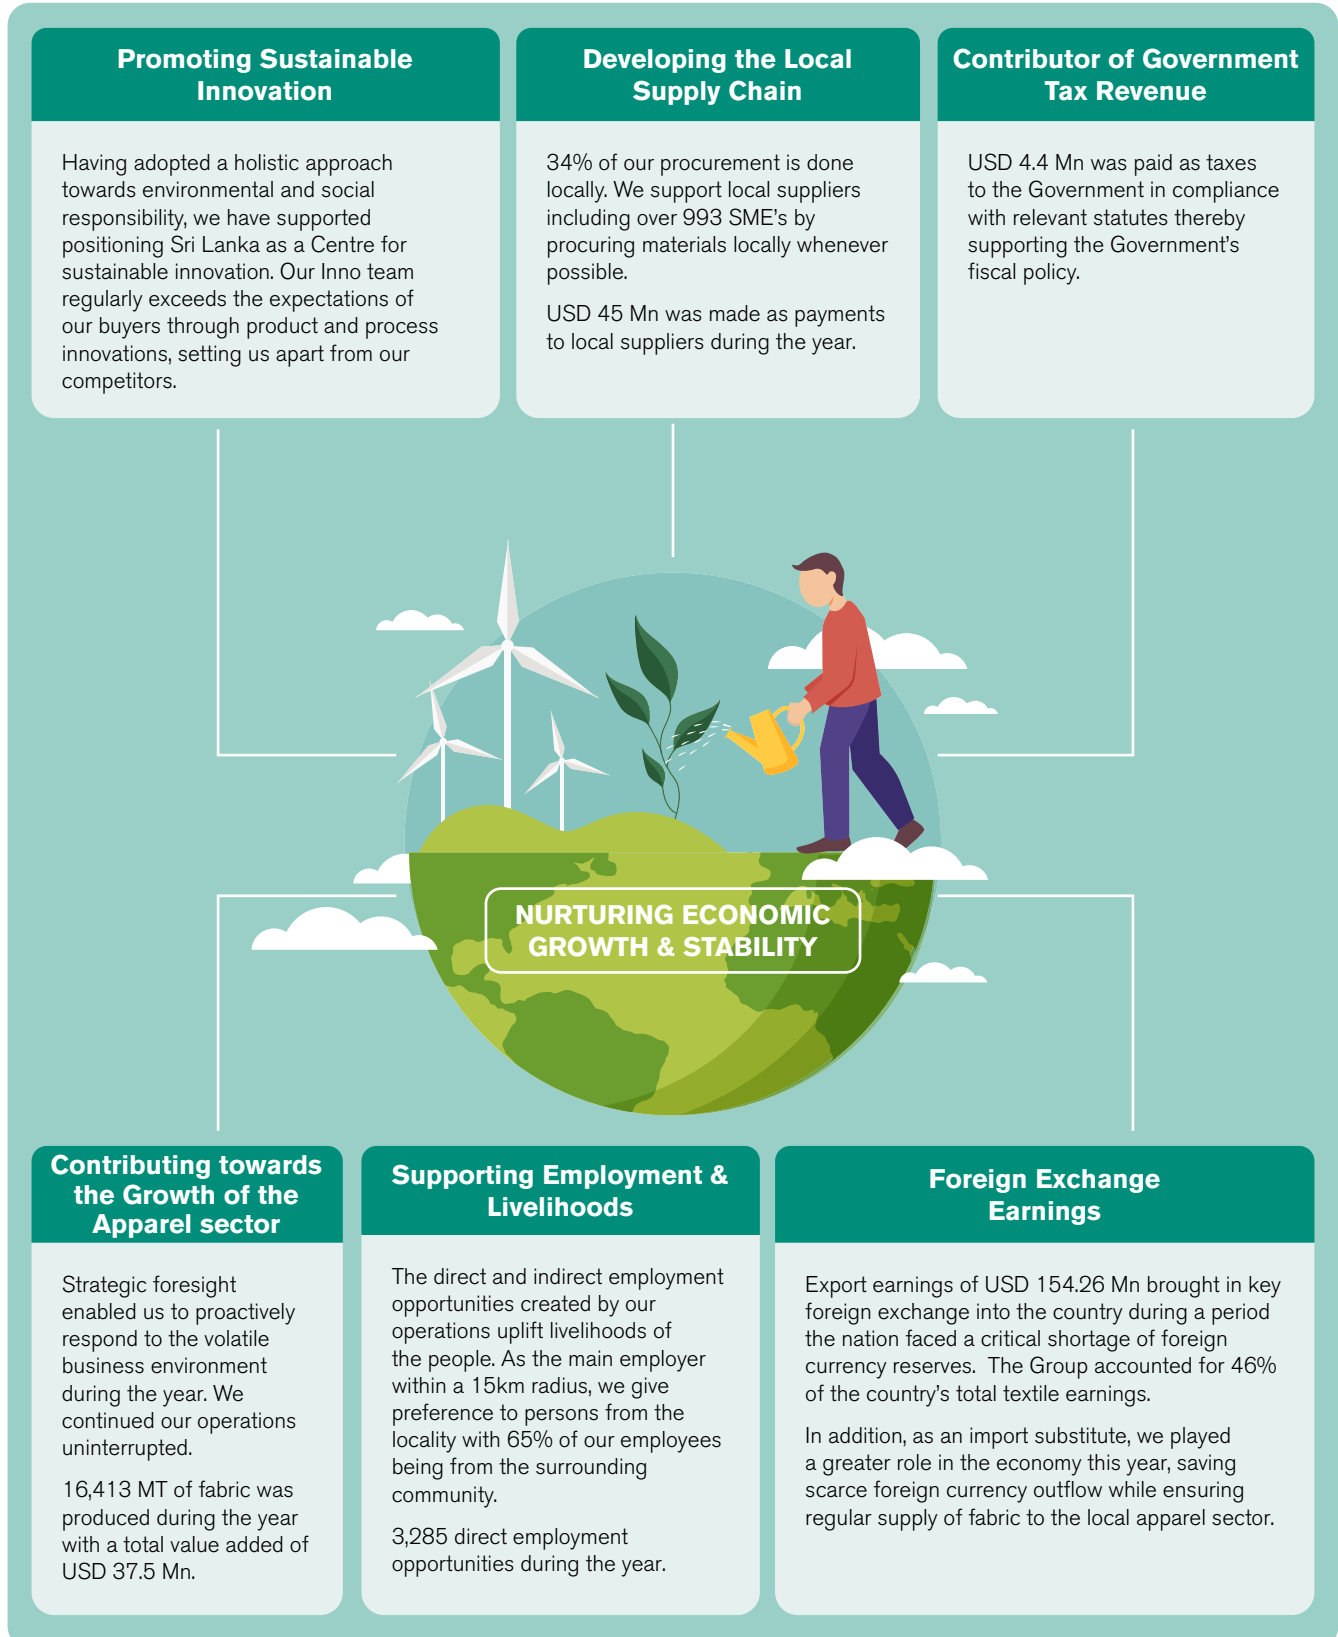 Promoting Sustainable
Innovation
Having adopted a holistic approach
towards environmental and social
responsibility, we have supported
positioning Sri Lanka as a Centre for
sustainable innovation. Our Inno team
regularly exceeds the expectations of
our buyers through product and process
innovations, setting us apart from our
competitors.
Developing the Local
Supply Chain
34% of our procurement is done
locally. We support local suppliers
including over 993 SME's by
procuring materials locally whenever
possible.
USD 45 Mn was made as payments
to local suppliers during the year.
Contributor of Government
Tax Revenue
USD 4.4 Mn was paid as taxes
to the Government in compliance
with relevant statutes thereby
supporting the Government's
fiscal policy.
NURTURING ECONOMIC
GROWTH & STABILITY
Contributing towards
the Growth of the
Apparel sector
Strategic foresight
enabled us to proactively
respond to the volatile
business environment
during the year. We
continued our operations
uninterrupted.
16,413 MT of fabric was
produced during the year
with a total value added of
USD 37.5 Mn.
Supporting Employment &
Livelihoods
The direct and indirect employment
opportunities created by our
operations uplift livelihoods of
the people. As the main employer
within a 15km radius, we give
preference to persons from the
locality with 65% of our employees
being from the surrounding
community.
3,285 direct employment
opportunities during the year.
Foreign Exchange
Earnings
Export earnings of USD 154.26 Mn brought in key
foreign exchange into the country during a period
the nation faced a critical shortage of foreign
currency reserves.  The Group accounted for 46%
of the country's total textile earnings.
In addition, as an import substitute, we played
a greater role in the economy this year, saving
scarce foreign currency outflow while ensuring
regular supply of fabric to the local apparel sector.